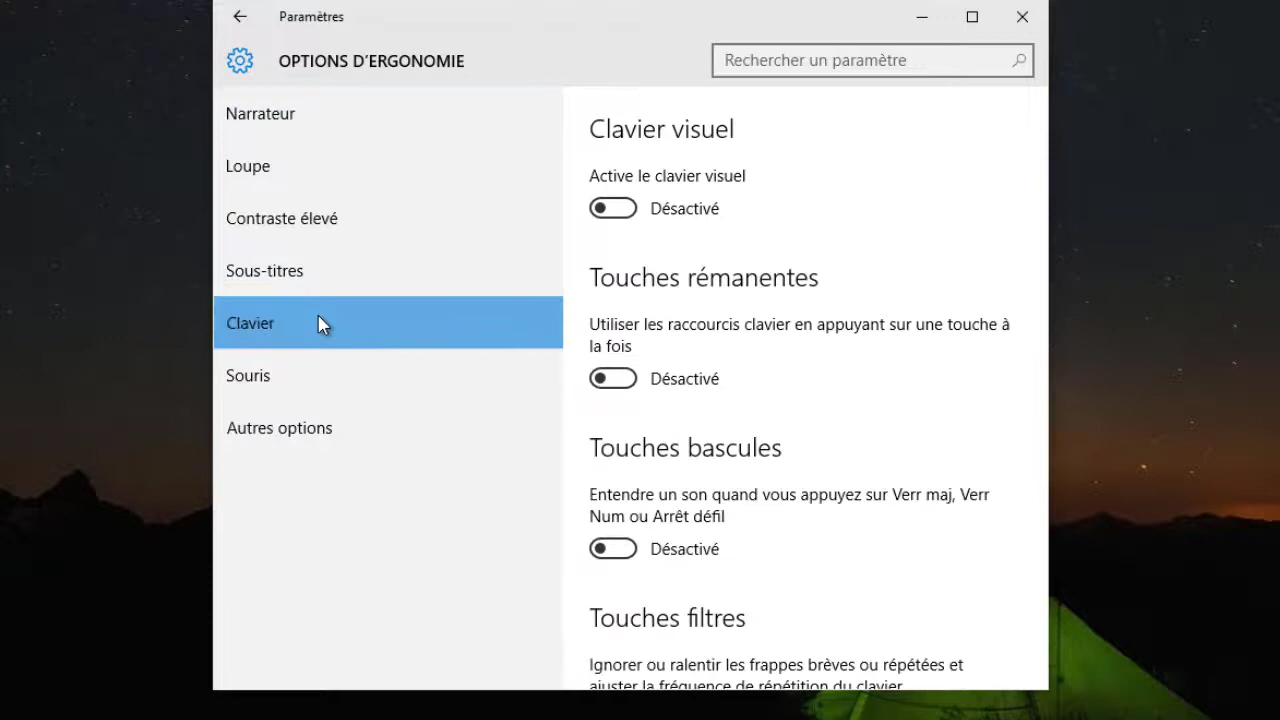 Paramètres
OPTIONS D'ERGONOMIE
Rechercher un paramètre
Narrateur
Loupe
Contraste élevé
Sous-titres
Clavier
Souris
Autres options
Clavier visuel
Active le clavier visuel
Désactivé
Touches rémanentes
Utiliser les raccourcis clavier en appuyant sur une touche à
la fois
Désactivé
Touches bascules
Entendre un son quand vous appuyez sur Verr maj, Verr
Num ou Arrêt défil
Désactivé
Touches filtres
Ignorer ou ralentir les frappes brèves ou répétées et
ajuster la fréquence de répétition du clavier